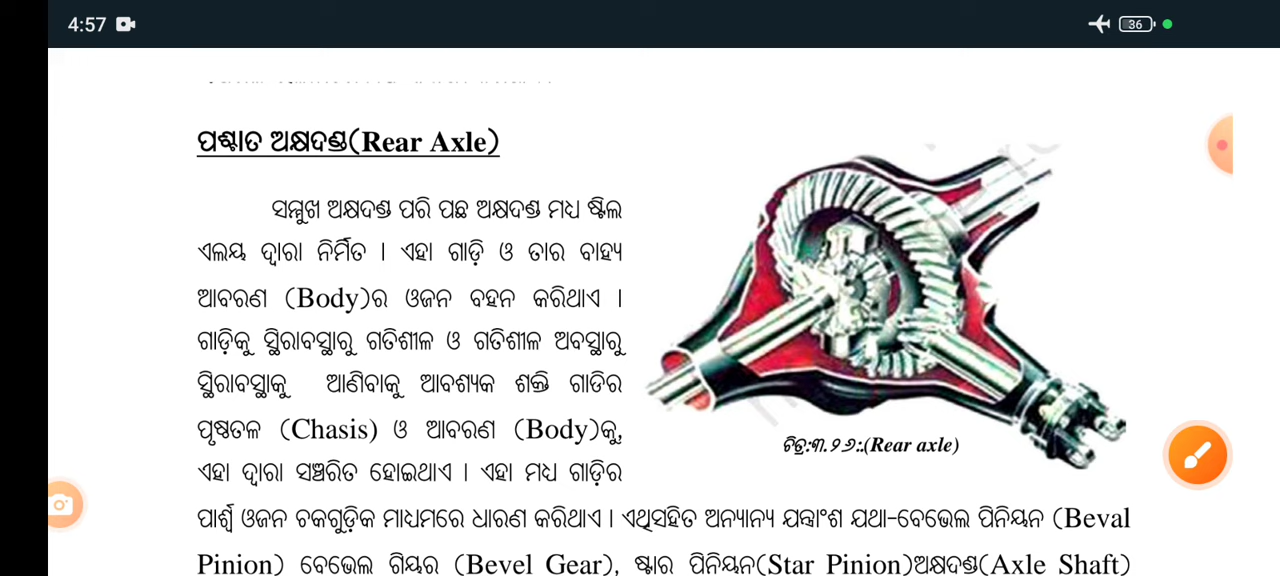 4:57
36
ପଶ୍ଚାତ ଅକ୍ଷଦଣ୍ଡ(Rear Axle)
ସମ୍ମୁଖ ଅକ୍ଷଦଣ୍ଡ ପରି ପଛ ଅକ୍ଷଦଣ୍ଡ ମଧ୍ୟ ଷ୍ଟିଲ
ଏଲୟ ଦ୍ୱାରା ନିର୍ମିତ । ଏହା ଗାଡ଼ି ଓ ତାର ବାହ୍ୟ
ଆବରଣ (Body)ର ଓଜନ ବହନ କରିଥାଏ ।
ଗାଡ଼ିକୁ ସ୍ଥିରାବସ୍ଥାରୁ ଗତିଶୀଳ ଓ ଗତିଶୀଳ ଅବସ୍ଥାରୁ
ସ୍ଥିରାବସ୍ଥାକୁ ଆଣିବାକୁ ଆବଶ୍ୟକ ଶକ୍ତି ଗାଡିର
ପୃଷ୍ଠତଳ (Chasis) ଓ ଆବରଣ (Body)କୁ,
ଏହା ଦ୍ୱାରା ସଞ୍ଚରିତ ହୋଇଥାଏ । ଏହା ମଧ୍ୟ ଗାଡ଼ିର
ଚିତ୍ର:୩.୨୬:.(Rear axle)
ପାର୍ଶ୍ୱ ଓଜନ ଚକଗୁଡ଼ିକ ମାଧ୍ୟମରେ ଧାରଣ କରିଥାଏ । ଏଥିସହିତ ଅନ୍ୟାନ୍ୟ ଯନ୍ତ୍ରାଂଶ ଯଥା-ବେଭେଲ ପିନିୟନ (Beval
Pinion) ବେଭେଲ ଗିୟର (Bevel Gear), ଷ୍ଟାର ପିନିୟନ(Star Pinion)ଅକ୍ଷଦଣ୍ଡ(Axle Shaft)